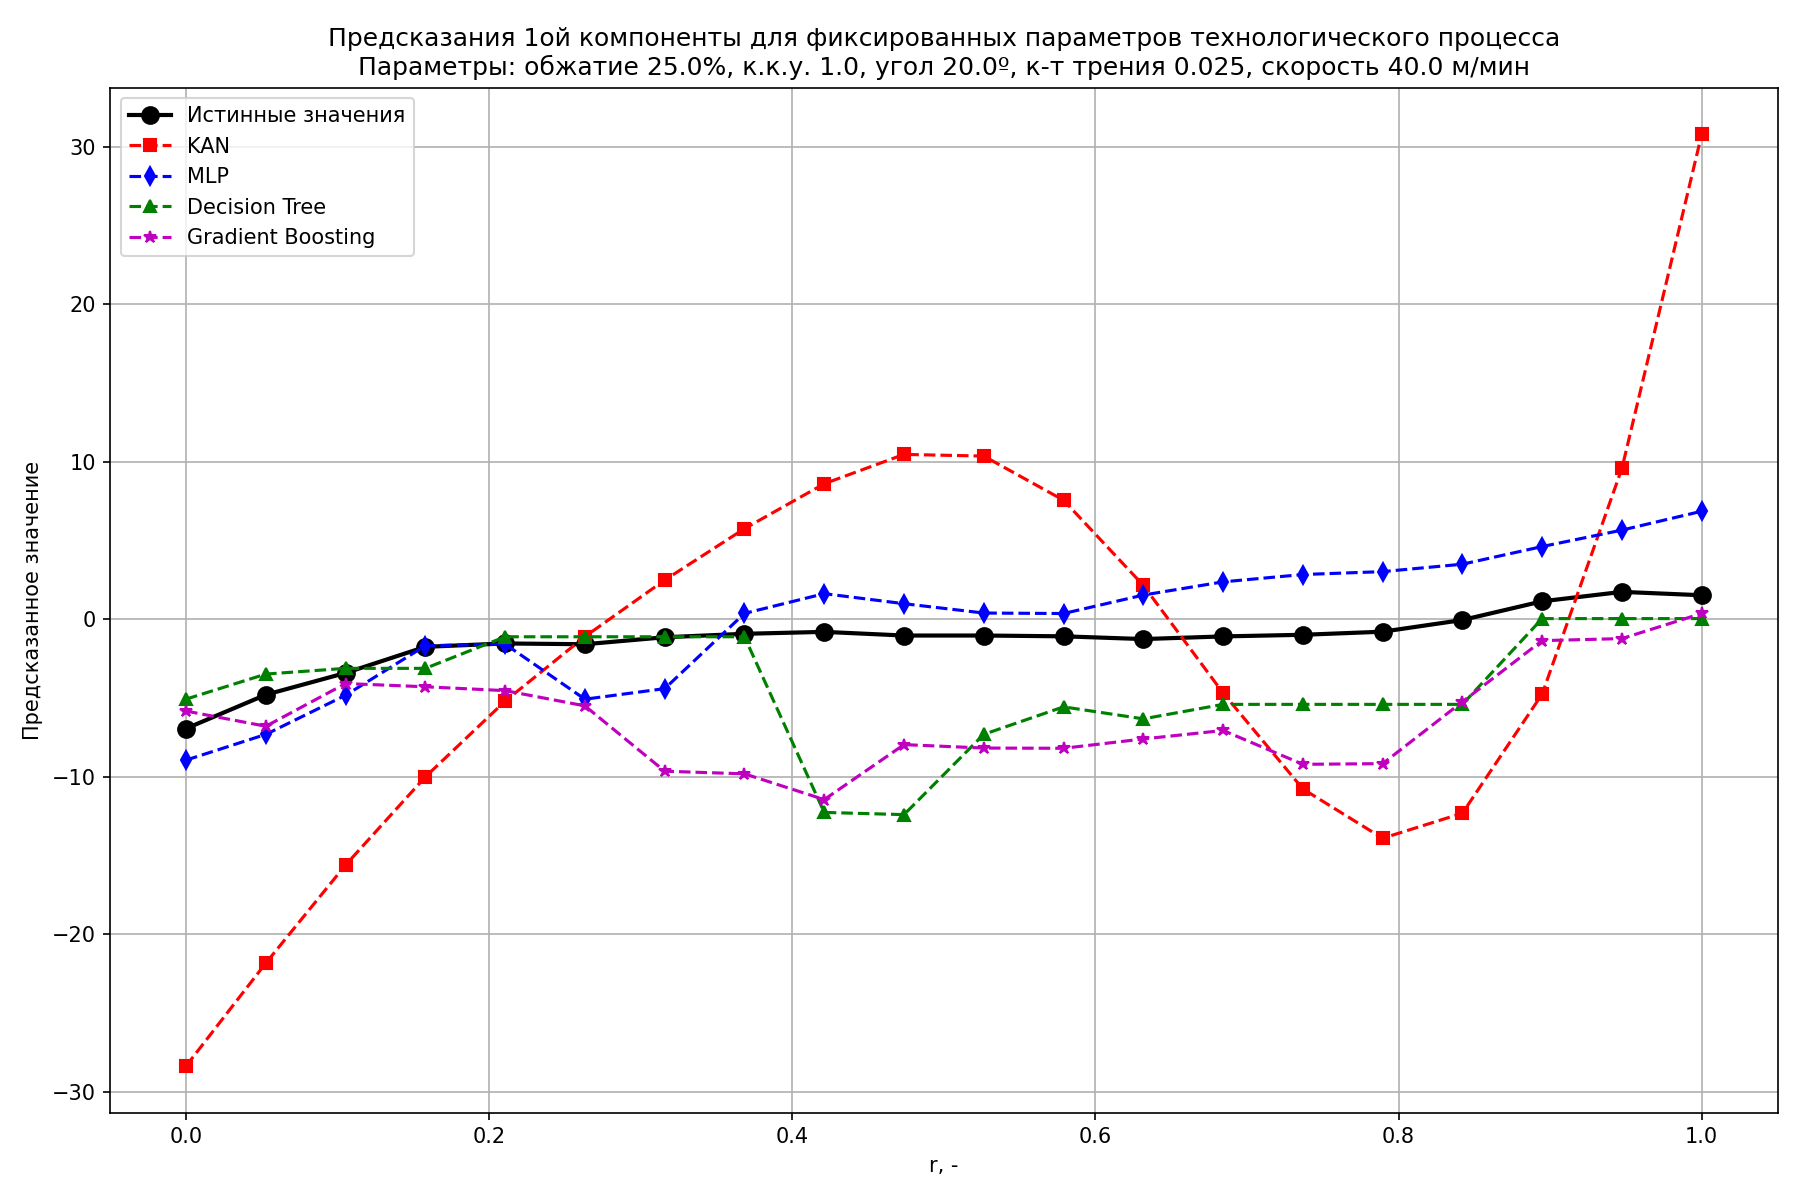 Предсказания 1ой компоненты для фиксированных параметров технологического процесса
Параметры: обжатие 25.0%, к.к.у. 1.0, угол 20.0º, к-т трения 0.025, скорость 40.0 м/мин
Истинные значения
KAN
MLP
Decision Tree
Gradient Boosting
Предсказанное значение
30
20
10
0
−10
−20
−30
0.0
0.2
0.4
0.6
0.8
1.0
r, -